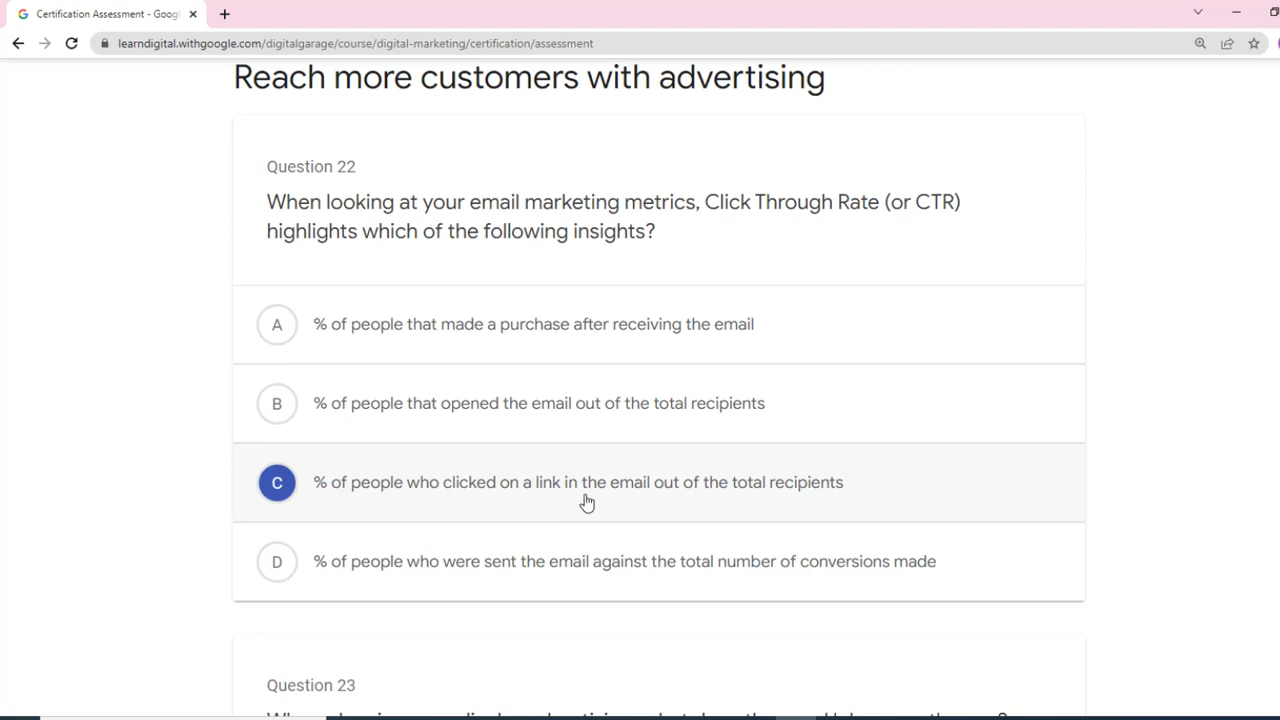 Certification Assessment - Goog
learndigital.withgoogle.com/digitalgarage/course/digital-marketing/certification/assessment
Reach more customers with advertising
Question 22
When looking at your email marketing metrics, Click Through Rate (or CTR)
highlights which of the following insights?
A % of people that made a purchase after receiving the email
B % of people that opened the email out of the total recipients
C % of people who clicked on a link in the email out of the total recipients
D % of people who were sent the email against the total number of conversions made
Question 23